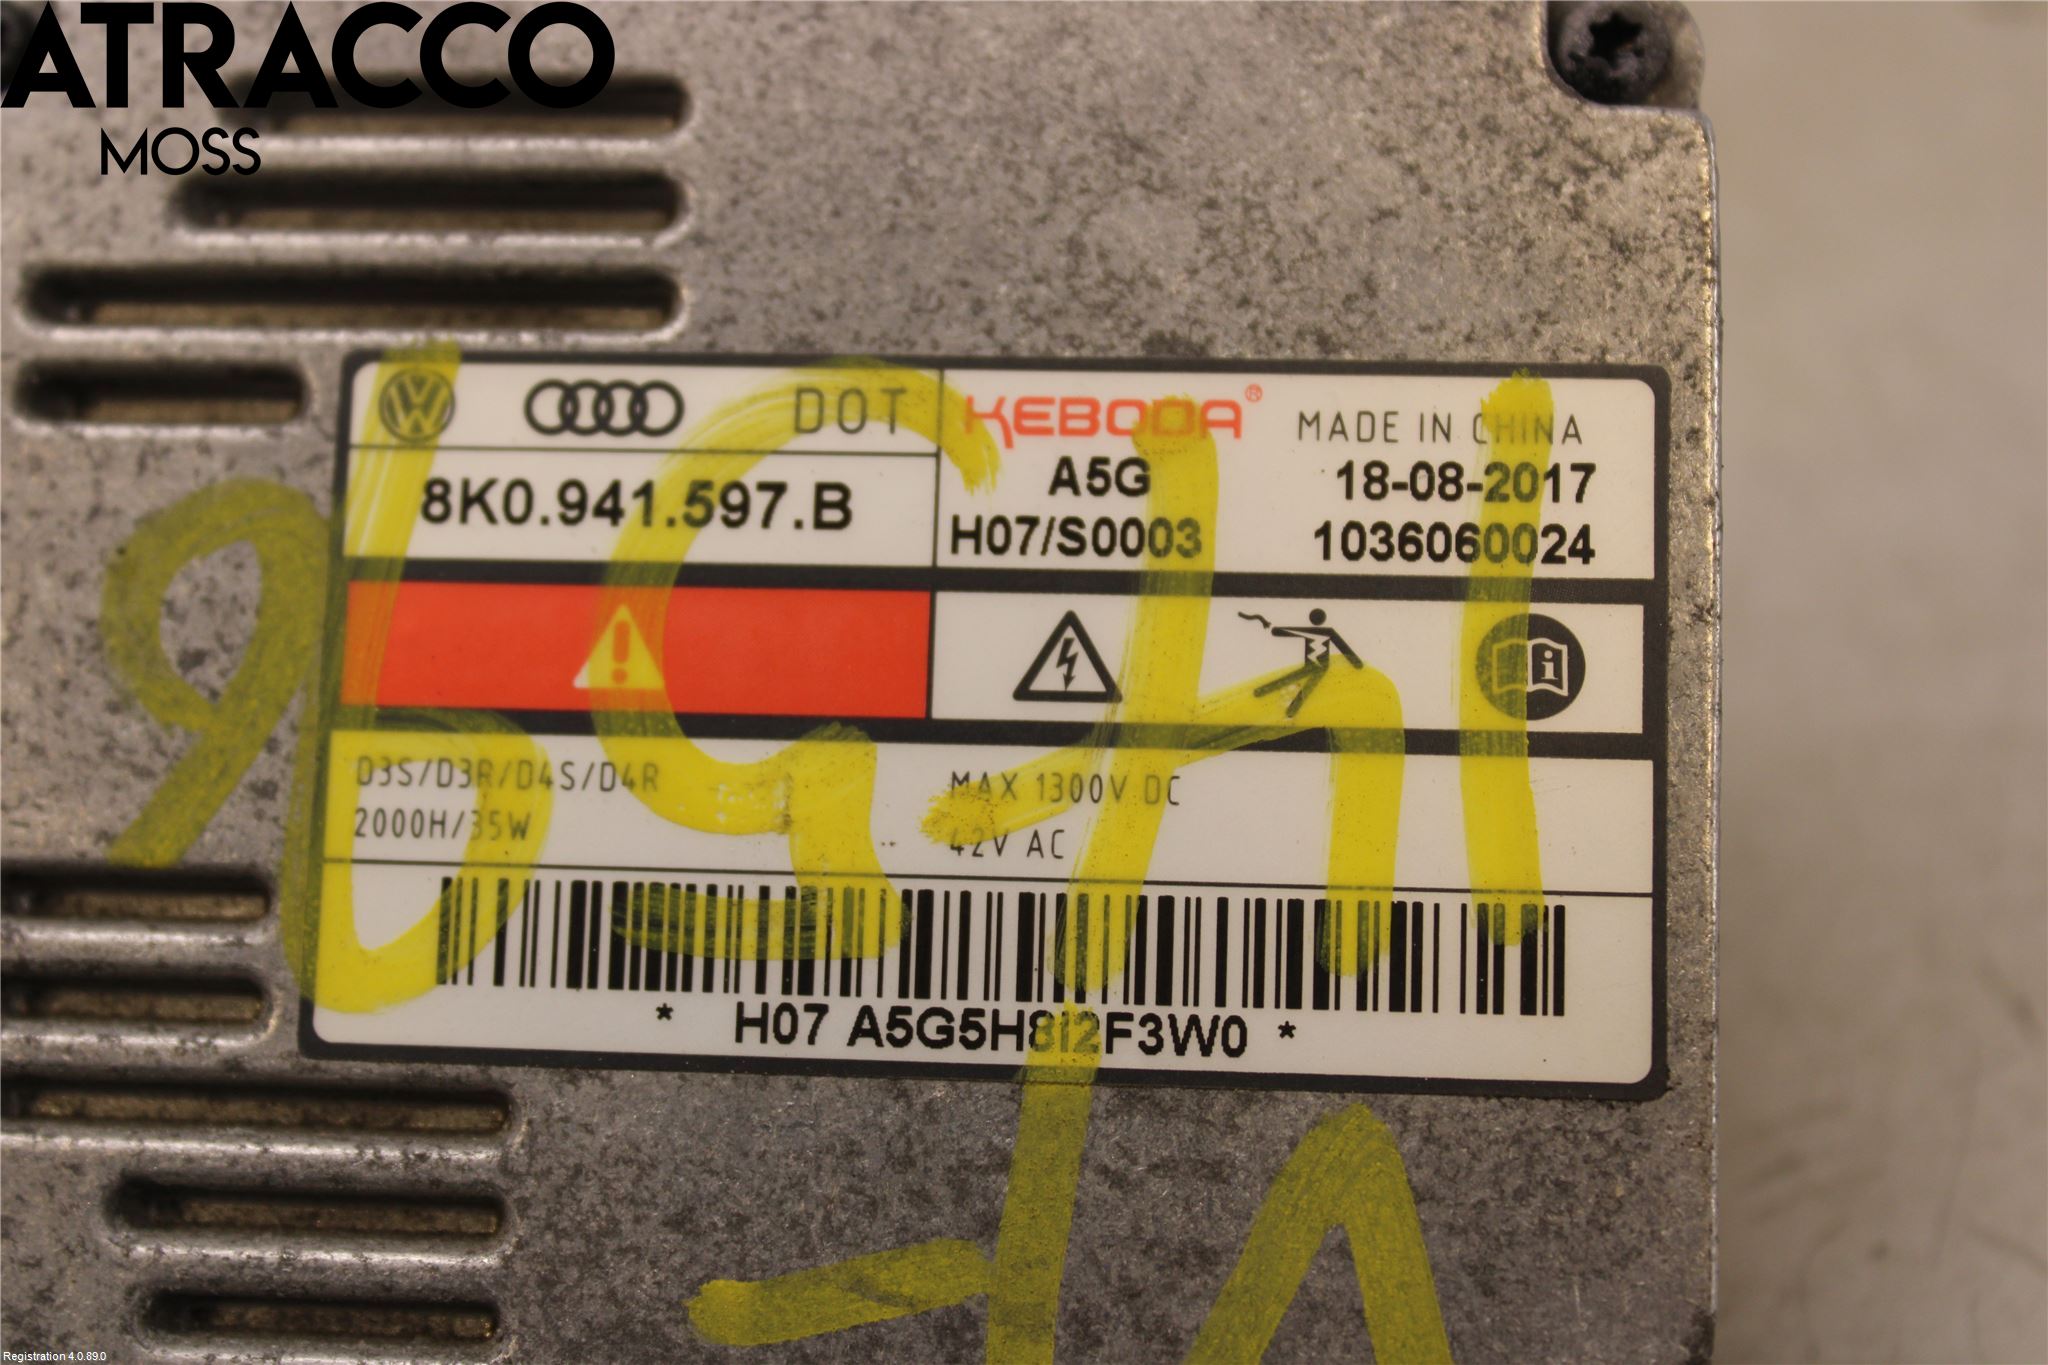 ATRACCO
MOSS
DOT
KEBODA®
MADE IN CHINA
8K0.941.597.B
A5G
18-08-2017
H07/S0003
1036060024
D3S/D3R/D4S/D4R
MAX 1300V DC
2000H/35W
42V AC
* H07 A5G5H8I2F3W0 *
Registration 4.0.89.0